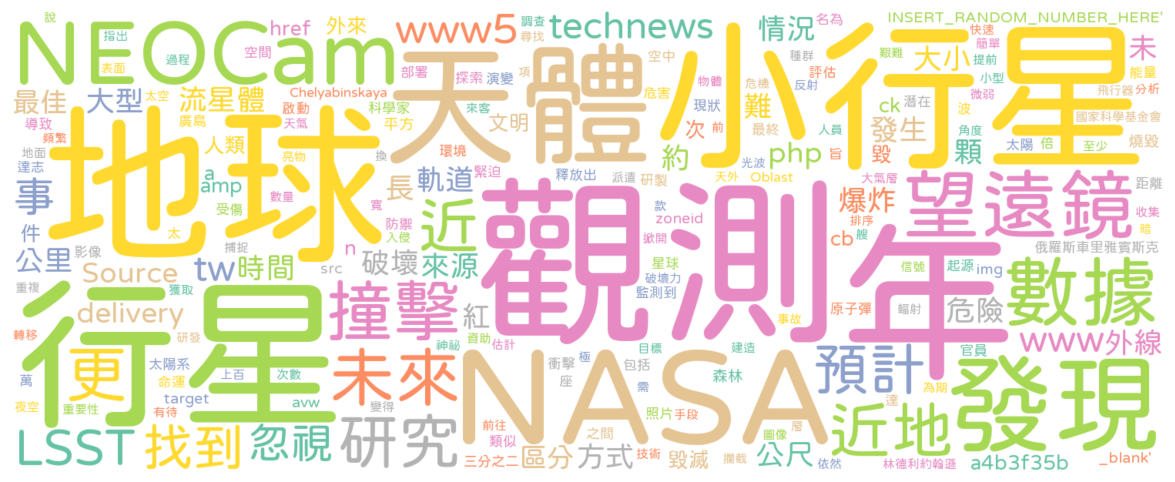 NEOCam
href
外來
www5
technews
情況
名為
INSERT_RANDOM_NUMBER_HERE'
說
指出
表面
過程
空間
調查
尋找
種群
艱難
快速
簡單
提前
未
最佳
大型
太空
流星體
Chelyabinskaya
部署
探索
演變
項
空中
危害
天體
物體
前
危機
反射
評估
難
現狀
小行星
大小
小型
微弱
能量
飛行器
分析
導致
頻繁
廣島
天氣
啟動
科學家
平方
來客
文明
最終
次
ck
潛在
波
發生
國家科學基金會
燒毀
地面
達志
人類
亮物
換
環境
緊迫
約
人員
旨
php
毀
顆
角度
太陽
倍
至少
地球
事
a
amp
受傷
數量
寬
長
軌道
釋放出
派遣
研製
光波
天外
Oblast
大氣層
爆炸
排序
望遠鏡
距離
收集
件
影像
太
防禦
入侵
n
近
款
zoneid
掀開
cb
艘
賠
公里
Source
捕捉
tw
時間
src
破壞
來源
星球
破壞力
監測到
觀測
年
信號
起源
img
俄羅斯車里雅賓斯克
重複
獲取
delivery
轉移
研發
行星
撞擊
紅
神祕
資助
估計
事故
原子彈
輻射
危險
數據
萬
更
太陽系
命運
上百
次數
未來
NASA
衝擊
座
極
包括
目標
需
建造
森林
預計
官員
www
外線
夜空
重要性
target
有待
avw
變得
前往
類似
照片
手段
圖像
層
達
為期
近地
發現
LSST
找到
忽視
研究
三分之二
區分
之間
方式
技術
毀滅
攔截
公尺
依然
林德利約翰遜
a4b3f35b
_blank'